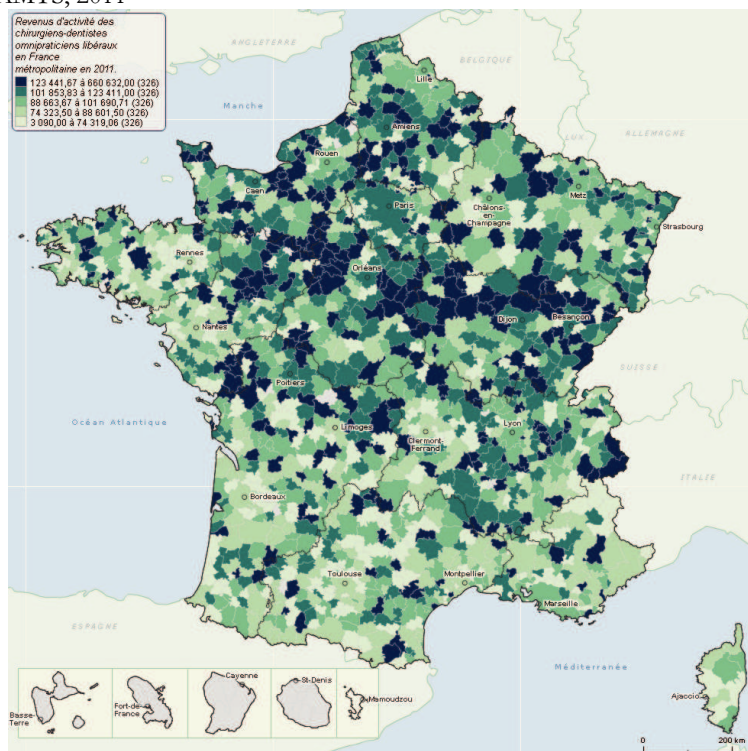 AMTS, 2011
Revenus d'activité des
chirurgiens-dentistes
omnipraticiens libéraux
en France
métropolitaine en 2011.
123 441,67 à 660 632,00 (326)
101 853,83 à 123 411,00 (326)
88 663,67 à 101 690,71 (326)
74 323,50 à 88 601,50 (326)
3 090,00 à 74 319,06 (326)
ANGLETERRE
BELGIQUE
Lille
Manche
Amiens
LUX
ALLEMAGNE
Rouen
Caen
Metz
Paris
Châlons-
en-
Champagne
Strasbourg
Rennes
Orléans
Nantes
Dijon
Besançon
SUISSE
Poitiers
Océan Atlantique
Limoges
Clermont-
Ferrand
Lyon
ITALIE
Bordeaux
Toulouse
Montpellier
Marseille
ESPAGNE
Méditerranée
Ajaccio
Basse-
Terre
Fort-de-
France
Cayenne
St-Denis
Mamoudzou
0 200 km